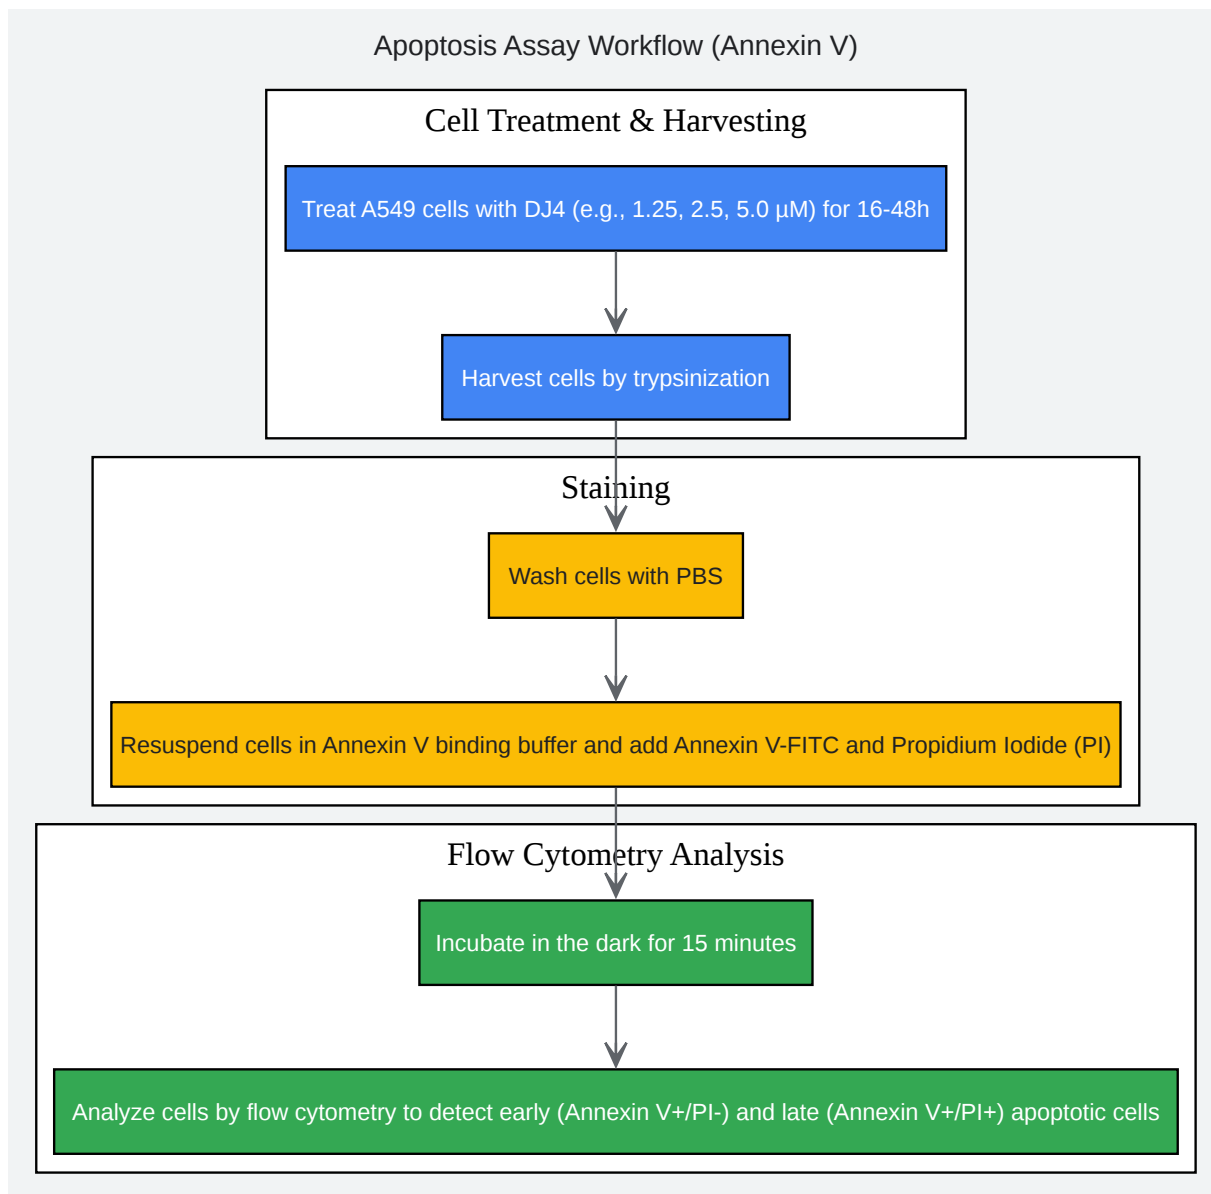 Apoptosis Assay Workflow (Annexin V)
Cell Treatment & Harvesting
Treat A549 cells with DJ4 (e.g., 1.25, 2.5, 5.0 µM) for 16-48h
Harvest cells by trypsinization
Staining
Wash cells with PBS
Resuspend cells in Annexin V binding buffer and add Annexin V-FITC and Propidium Iodide (PI)
Flow Cytometry Analysis
Incubate in the dark for 15 minutes
Analyze cells by flow cytometry to detect early (Annexin V+/PI-) and late (Annexin V+/PI+) apoptotic cells